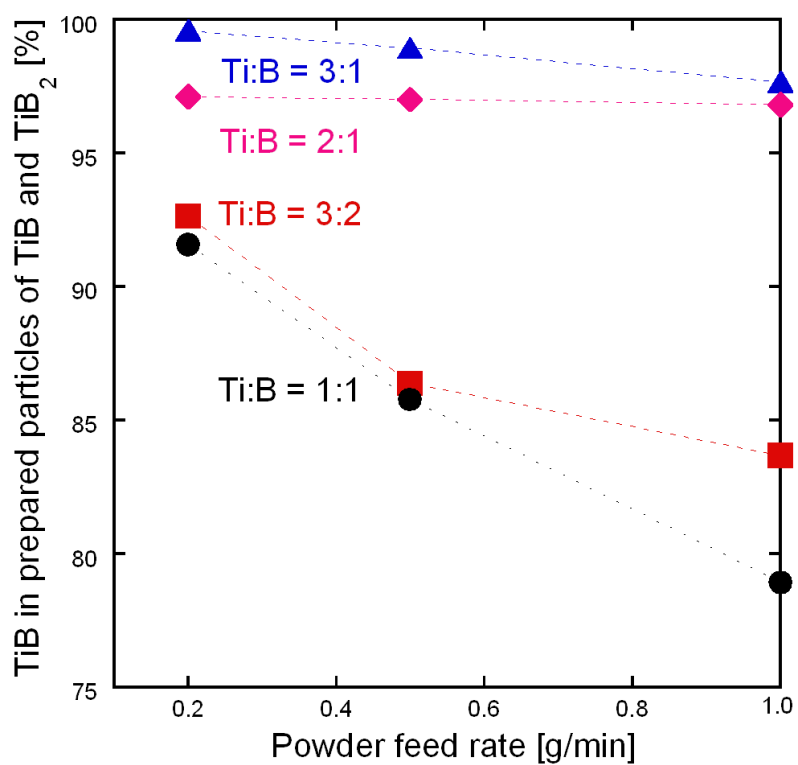 100
95
90
85
80
75
TiB in prepared particles of TiB and TiB₂ [%]
Ti:B = 3:1
Ti:B = 2:1
Ti:B = 3:2
Ti:B = 1:1
0.2
0.4
0.6
0.8
1.0
Powder feed rate [g/min]